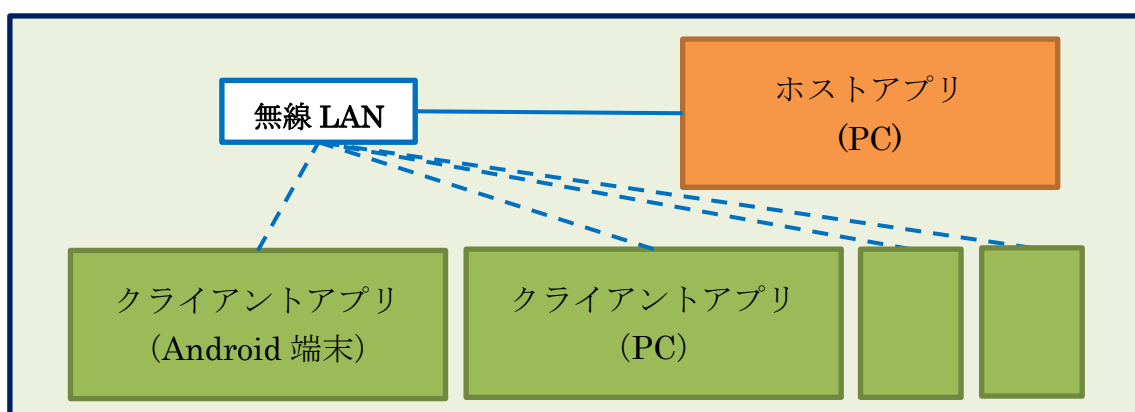 無線 LAN
ホストアプリ
(PC)
クライアントアプリ
（Android 端末）
クライアントアプリ
（PC）